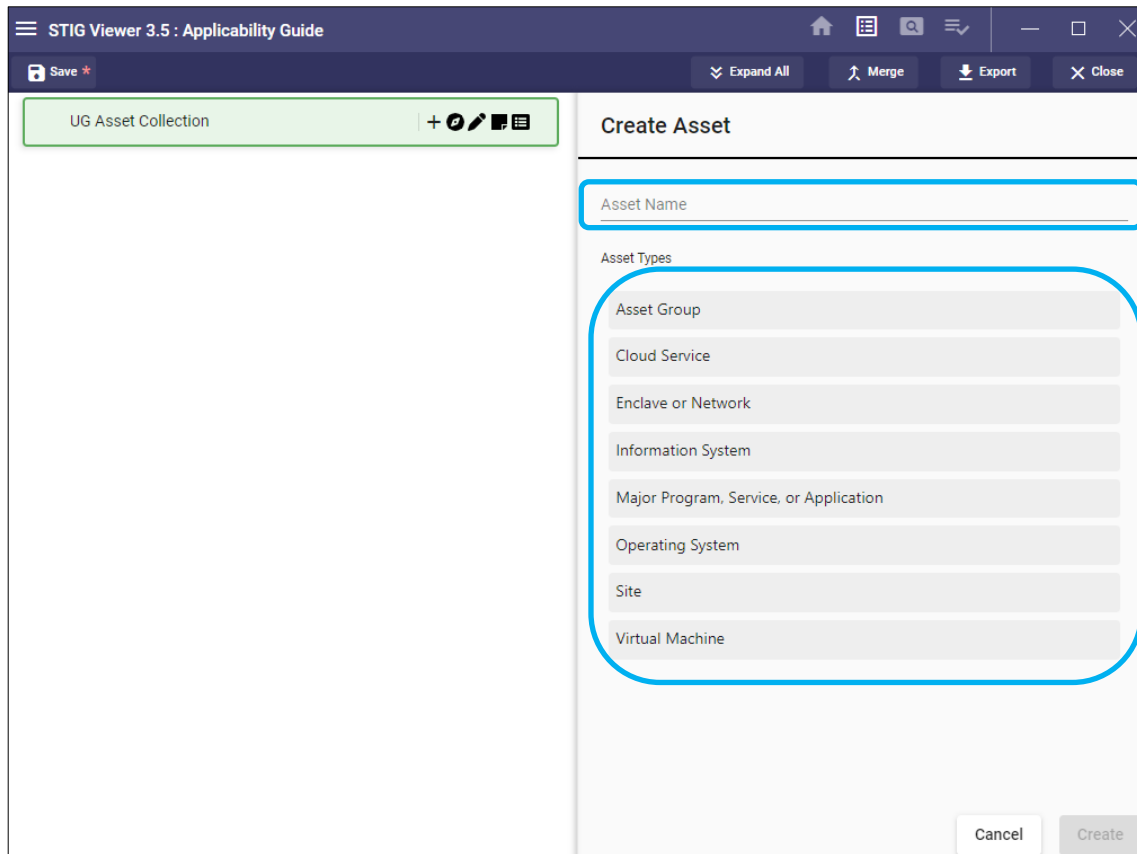 STIG Viewer 3.5 : Applicability Guide
Save * Expand All Merge Export Close
UG Asset Collection
Create Asset
Asset Name
Asset Types
Asset Group
Cloud Service
Enclave or Network
Information System
Major Program, Service, or Application
Operating System
Site
Virtual Machine
Cancel Create